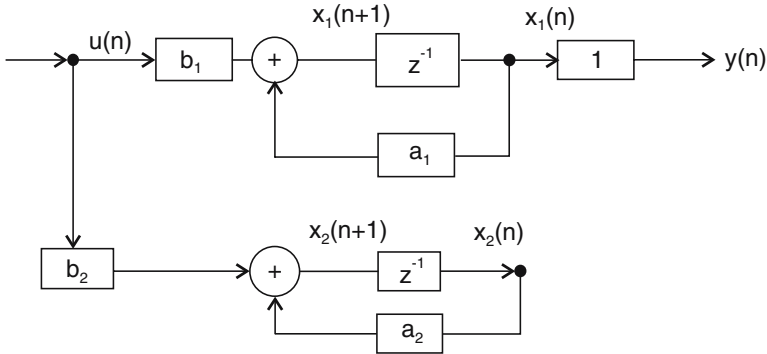 x₁(n+1) x₁(n)
u(n) b₁ + z⁻¹ 1 y(n)
a₁
x₂(n+1) x₂(n)
b₂ + z⁻¹
a₂